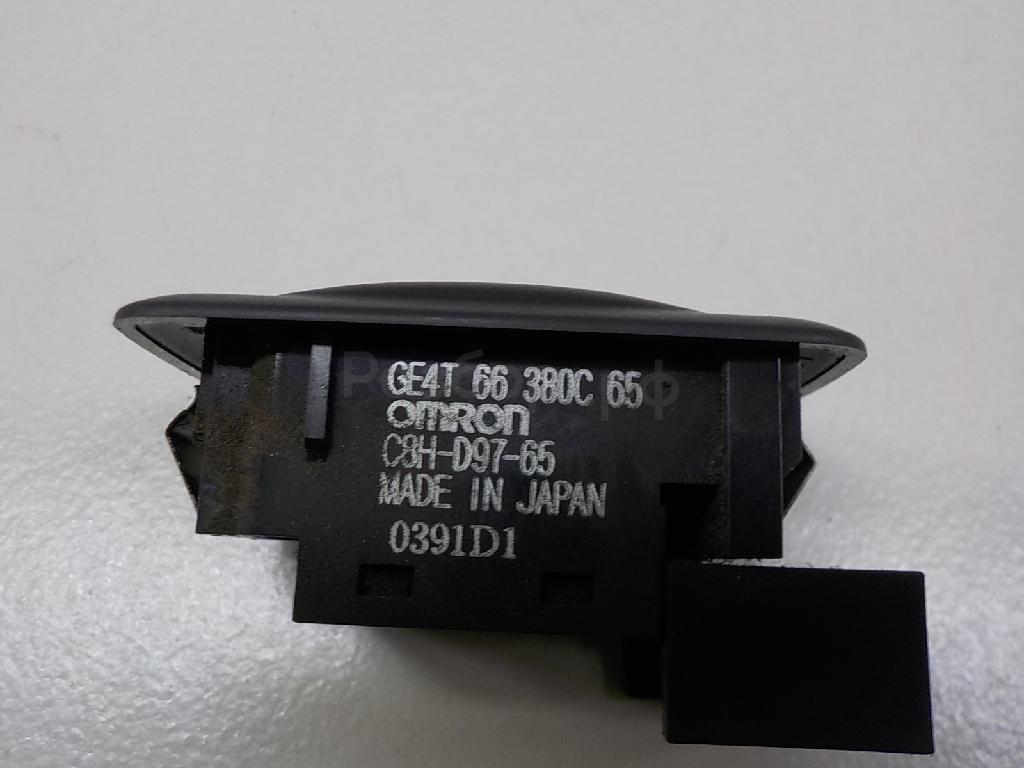 GE4T 66 380C 65
omron
C8H-D97-65
MADE IN JAPAN
0391D1